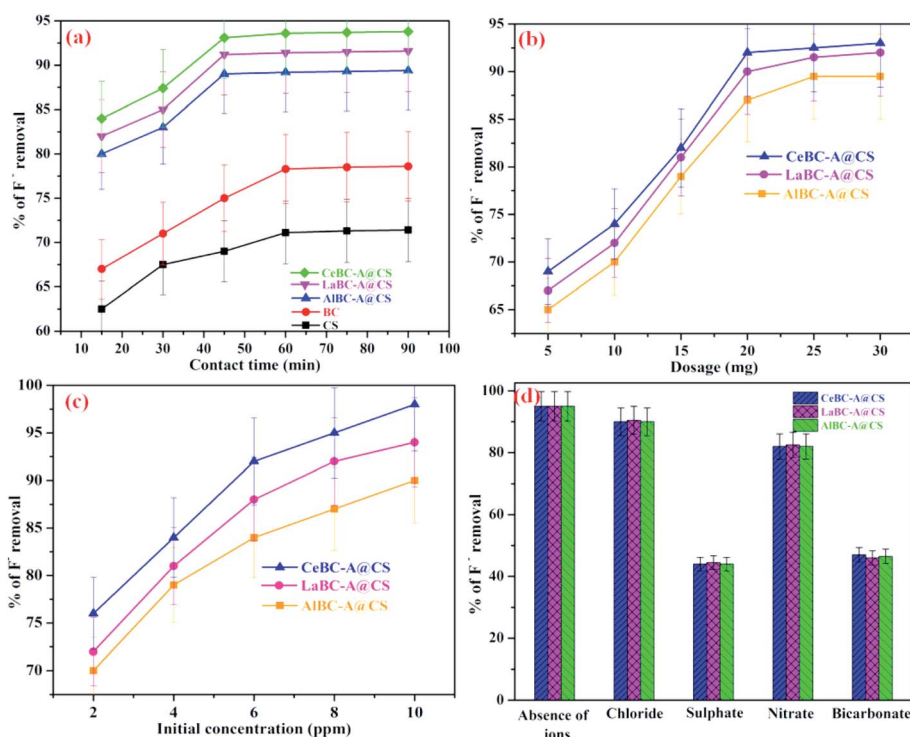 (a)
% of F⁻ removal
95
90
85
80
75
70
65
60
CeBC-A@CS
LaBC-A@CS
AlBC-A@CS
BC
CS
10 20 30 40 50 60 70 80 90 100
Contact time (min)
(b)
% of F⁻ removal
95
90
85
80
75
70
65
CeBC-A@CS
LaBC-A@CS
AlBC-A@CS
5 10 15 20 25 30
Dosage (mg)
(c)
% of F⁻ removal
100
95
90
85
80
75
70
CeBC-A@CS
LaBC-A@CS
AlBC-A@CS
2 4 6 8 10
Initial concentration (ppm)
(d)
% of F⁻ removal
100
80
60
40
20
0
CeBC-A@CS
LaBC-A@CS
AlBC-A@CS
Absence of
ions
Chloride
Sulphate
Nitrate
Bicarbonate